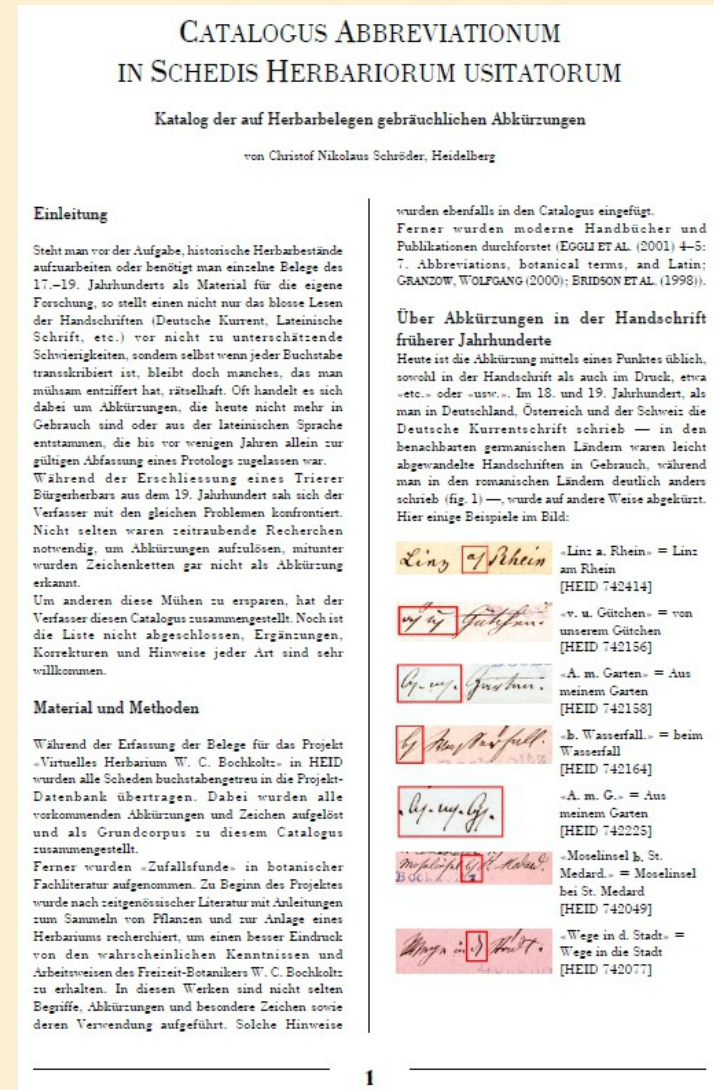 CATALOGUS ABBREVIATIONUM
IN SCHEDIS HERBARIORUM USITATORUM
Katalog der auf Herbarbelegen gebräuchlichen Abkürzungen
von Christof Nikolaus Schröder, Heidelberg
Einleitung
Steht man vor der Aufgabe, historische Herbarbestände
aufzuarbeiten oder benötigt man einzelne Belege des
17.–19. Jahrhunderts als Material für die eigene
Forschung, so stellt einen nicht nur das blosse Lesen
der Handschriften (Deutsche Kurrent, Lateinische
Schrift, etc.) vor nicht zu unterschätzende
Schwierigkeiten, sondern selbst wenn jeder Buchstabe
transskribiert ist, bleibt doch manches, das man
mühsam entziffert hat, rätselhaft. Oft handelt es sich
dabei um Abkürzungen, die heute nicht mehr in
Gebrauch sind oder aus der lateinischen Sprache
entstammen, die bis vor wenigen Jahren allein zur
gültigen Abfassung eines Protologs zugelassen war.
Während der Erschliessung eines Trierer
Bürgerherbars aus dem 19. Jahrhundert sah sich der
Verfasser mit den gleichen Problemen konfrontiert.
Nicht selten waren zeitraubende Recherchen
notwendig, um Abkürzungen aufzulösen, mitunter
wurden Zeichenketten gar nicht als Abkürzung
erkannt.
Um anderen diese Mühen zu ersparen, hat der
Verfasser diesen Catalogus zusammengestellt. Noch ist
die Liste nicht abgeschlossen, Ergänzungen,
Korrekturen und Hinweise jeder Art sind sehr
willkommen.
Material und Methoden
Während der Erfassung der Belege für das Projekt
«Virtuelles Herbarium W. C. Bochkoltz» in HEID
wurden alle Scheden buchstabengetreu in die Projekt-
Datenbank übertragen. Dabei wurden alle
vorkommenden Abkürzungen und Zeichen aufgelöst
und als Grundcorpus zu diesem Catalogus
zusammengestellt.
Ferner wurden «Zufallsfunde» in botanischer
Fachliteratur aufgenommen. Zu Beginn des Projektes
wurde nach zeitgenössischer Literatur mit Anleitungen
zum Sammeln von Pflanzen und zur Anlage eines
Herbariums recherchiert, um einen besser Eindruck
von den wahrscheinlichen Kenntnissen und
Arbeitsweisen des Freizeit-Botanikers W. C. Bochkoltz
zu erhalten. In diesen Werken sind nicht selten
Begriffe, Abkürzungen und besondere Zeichen sowie
deren Verwendung aufgeführt. Solche Hinweise
wurden ebenfalls in den Catalogus eingefügt.
Ferner wurden moderne Handbücher und
Publikationen durchforstet (EGGLI ET AL. (2001) 4–5:
7. Abbreviations, botanical terms, and Latin;
GRANZOW, WOLFGANG (2000); BRIDSON ET AL. (1998)).
Über Abkürzungen in der Handschrift
früherer Jahrhunderte
Heute ist die Abkürzung mittels eines Punktes üblich,
sowohl in der Handschrift als auch im Druck, etwa
«etc.» oder «usw.». Im 18. und 19. Jahrhundert, als
man in Deutschland, Österreich und der Schweiz die
Deutsche Kurrentschrift schrieb — in den
benachbarten germanischen Ländern waren leicht
abgewandelte Handschriften in Gebrauch, während
man in den romanischen Ländern deutlich anders
schrieb (fig. 1) —, wurde auf andere Weise abgekürzt.
Hier einige Beispiele im Bild:
Linz a. Rhein
«Linz a. Rhein» = Linz
am Rhein
[HEID 742414]
v. u. Gütchen.
«v. u. Gütchen» = von
unserem Gütchen
[HEID 742156]
A. m. Garten.
«A. m. Garten» = Aus
meinem Garten
[HEID 742158]
b. Wasserfall.
«b. Wasserfall.» = beim
Wasserfall
[HEID 742164]
A. m. G.
«A. m. G.» = Aus
meinem Garten
[HEID 742225]
Moselinsel b. St. Medard.
«Moselinsel b. St.
Medard.» = Moselinsel
bei St. Medard
[HEID 742049]
Wege in d. Stadt.
«Wege in d. Stadt» =
Wege in die Stadt
[HEID 742077]
1